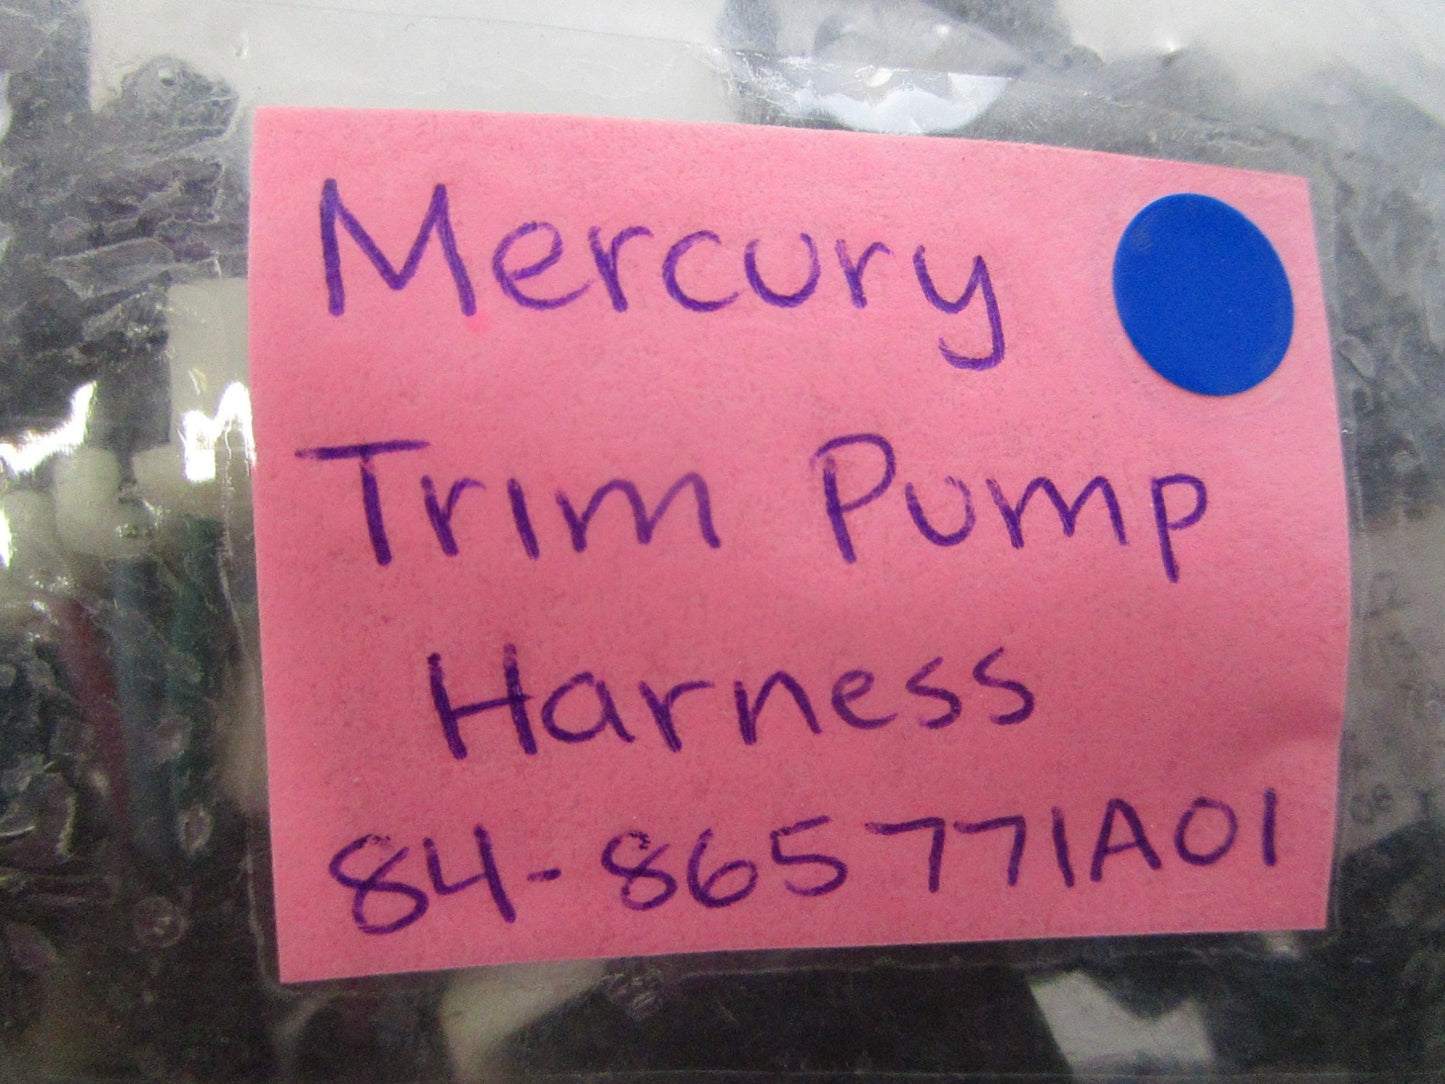 Mercury
Trim Pump
Harness
84-865771A01